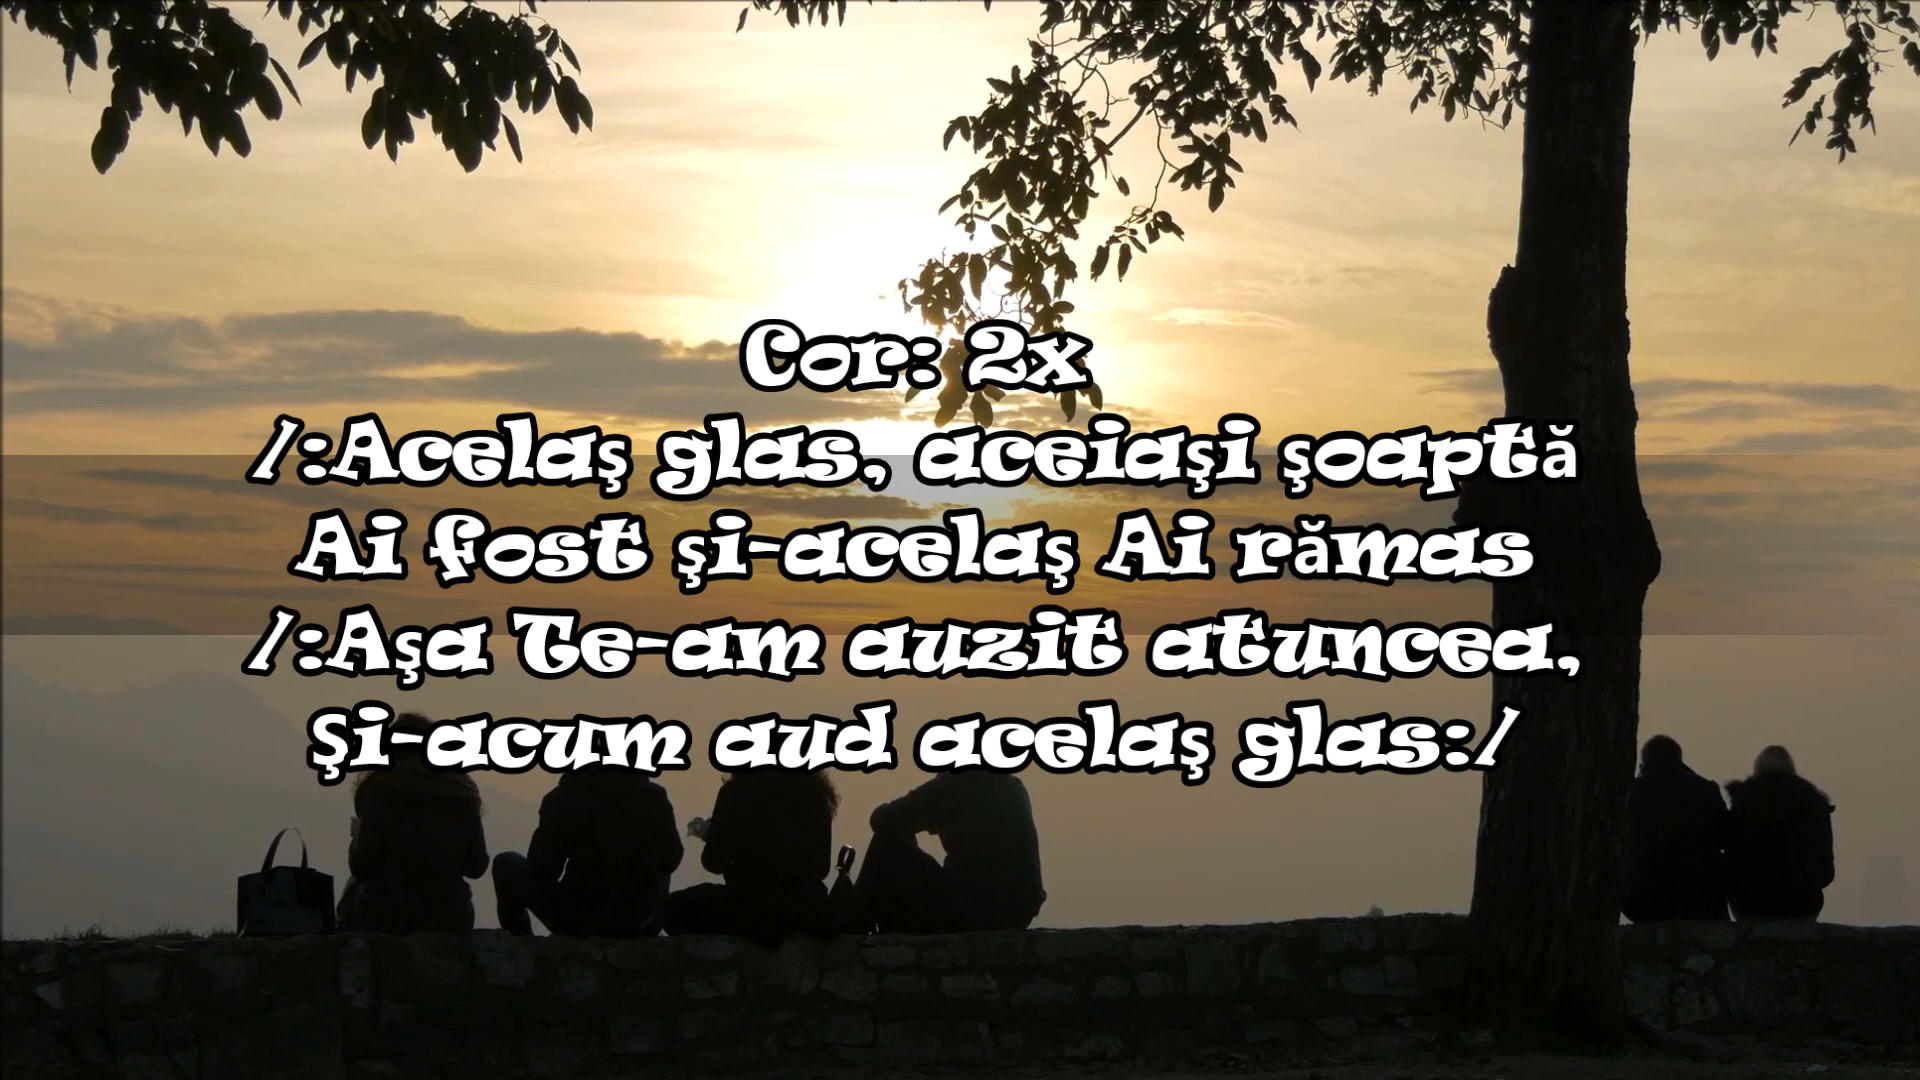 Cor: 2x
/:Acelaş glas, aceiaşi şoaptă
Ai fost şi-acelaş Ai rămas
/:Aşa Te-am auzit atuncea,
Şi-acum aud acelaş glas:/